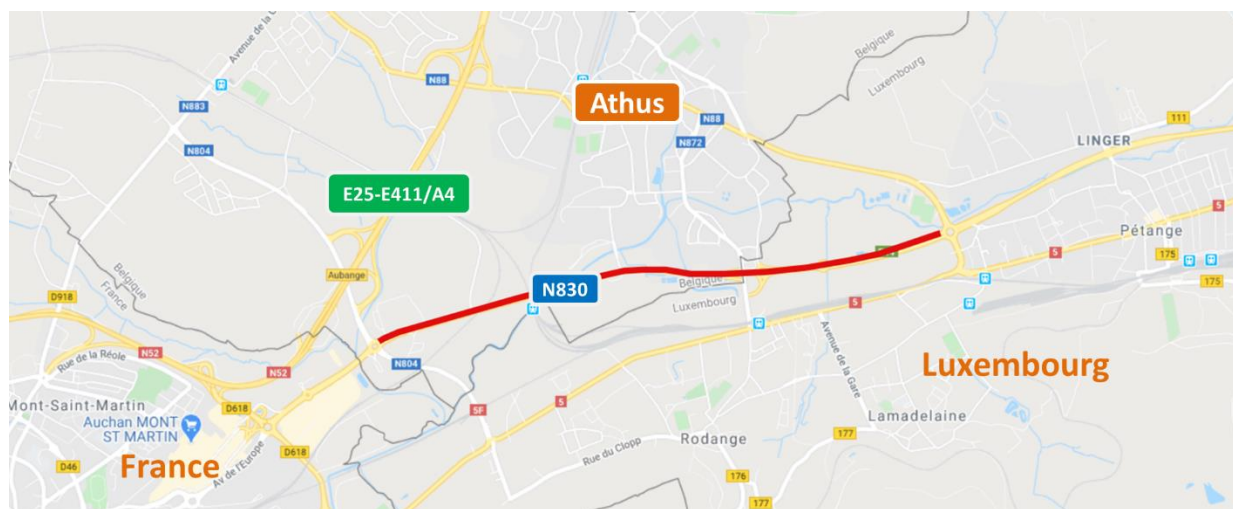 Avenue de la
N88
Athus
Belgique
Luxembourg
N883
N804
N88
N872
111
LINGER
E25-E411/A4
5
Pétange
Aubange
Belgique
France
N830
Belgique
Luxembourg
5
5
175
175
D918
Rue de la Réole
N52
N52
N804
Avenue de la Gare
Luxembourg
Mont-Saint-Martin
D618
Auchan MONT
ST MARTIN
5F
5
Lamadelaine
177
Rodange
Rue du Clopp
France
D46
Av. de l'Europe
D618
176
177